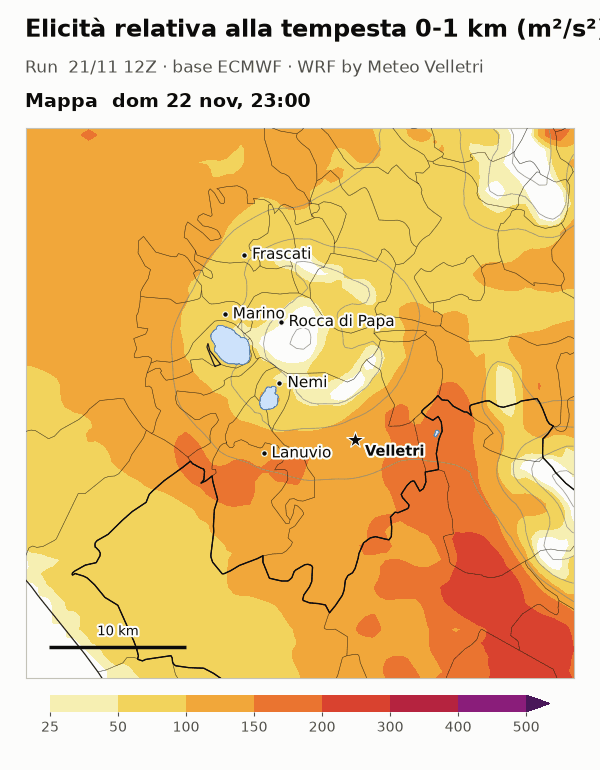 Elicità relativa alla tempesta 0-1 km (m²/s²)
Run 21/11 12Z · base ECMWF · WRF by Meteo Velletri
Mappa dom 22 nov, 23:00
Frascati
Marino
Rocca di Papa
Nemi
Velletri
Lanuvio
10 km
25 50 100 150 200 300 400 500